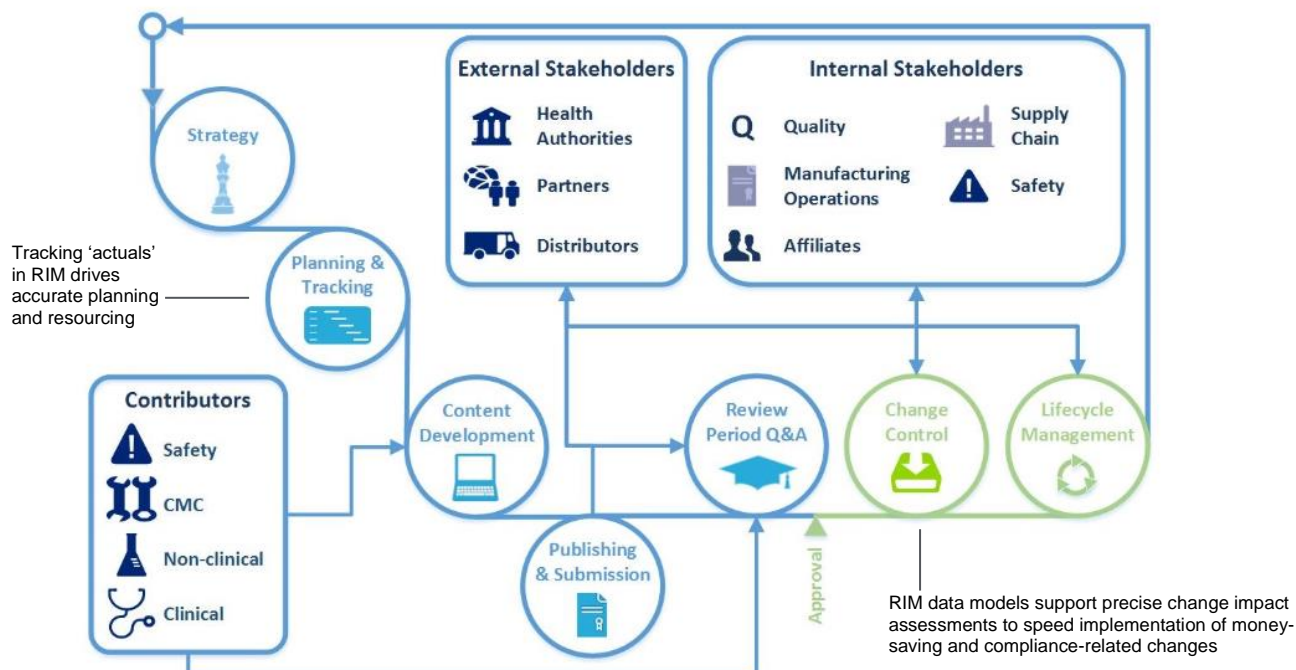 External Stakeholders
Health
Authorities
Partners
Distributors
Internal Stakeholders
Q
Quality
Supply
Chain
Manufacturing
Operations
Safety
Affiliates
Strategy
Tracking ‘actuals’
in RIM drives
accurate planning
and resourcing
Planning &
Tracking
Contributors
Safety
CMC
Non-clinical
Clinical
Content
Development
Publishing
& Submission
Review
Period Q&A
Approval
Change
Control
Lifecycle
Management
RIM data models support precise change impact
assessments to speed implementation of money-
saving and compliance-related changes